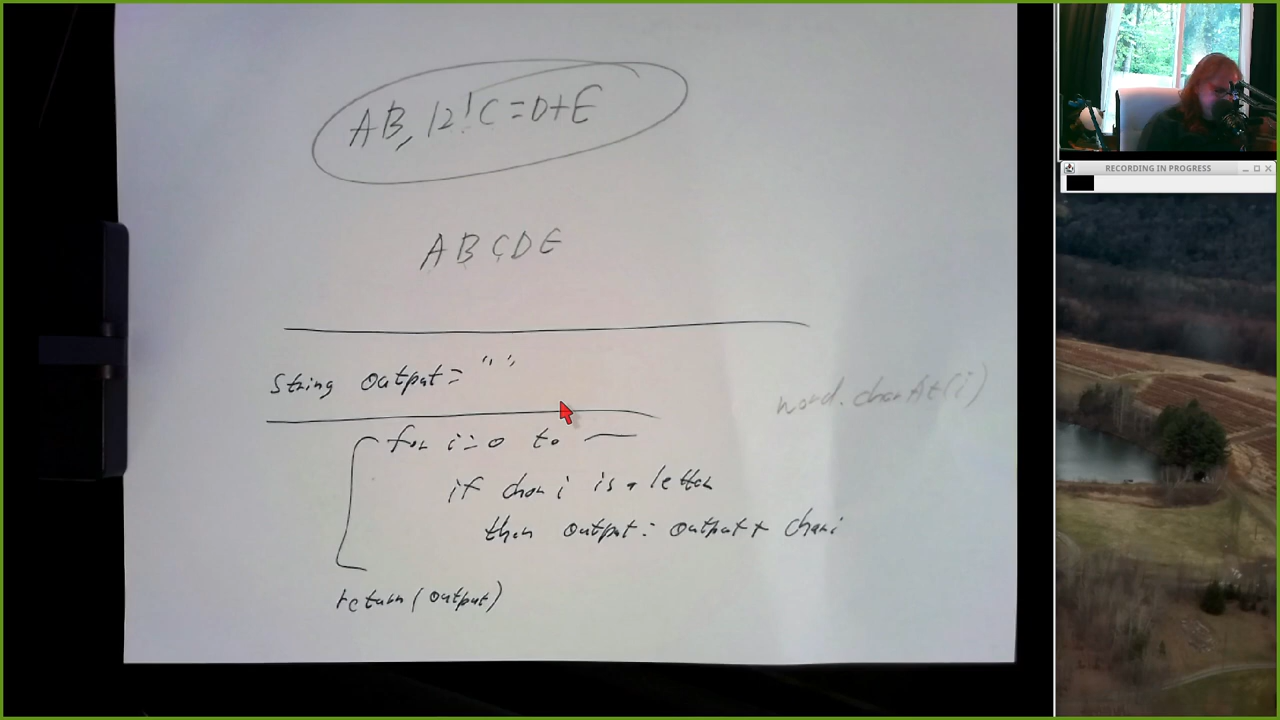 AB, 12! C = D+E
ABCDE
String output = " "
word.charAt(i)
for i = 0 to —
if char i is a letter
then output = output + char i
return (output)
RECORDING IN PROGRESS